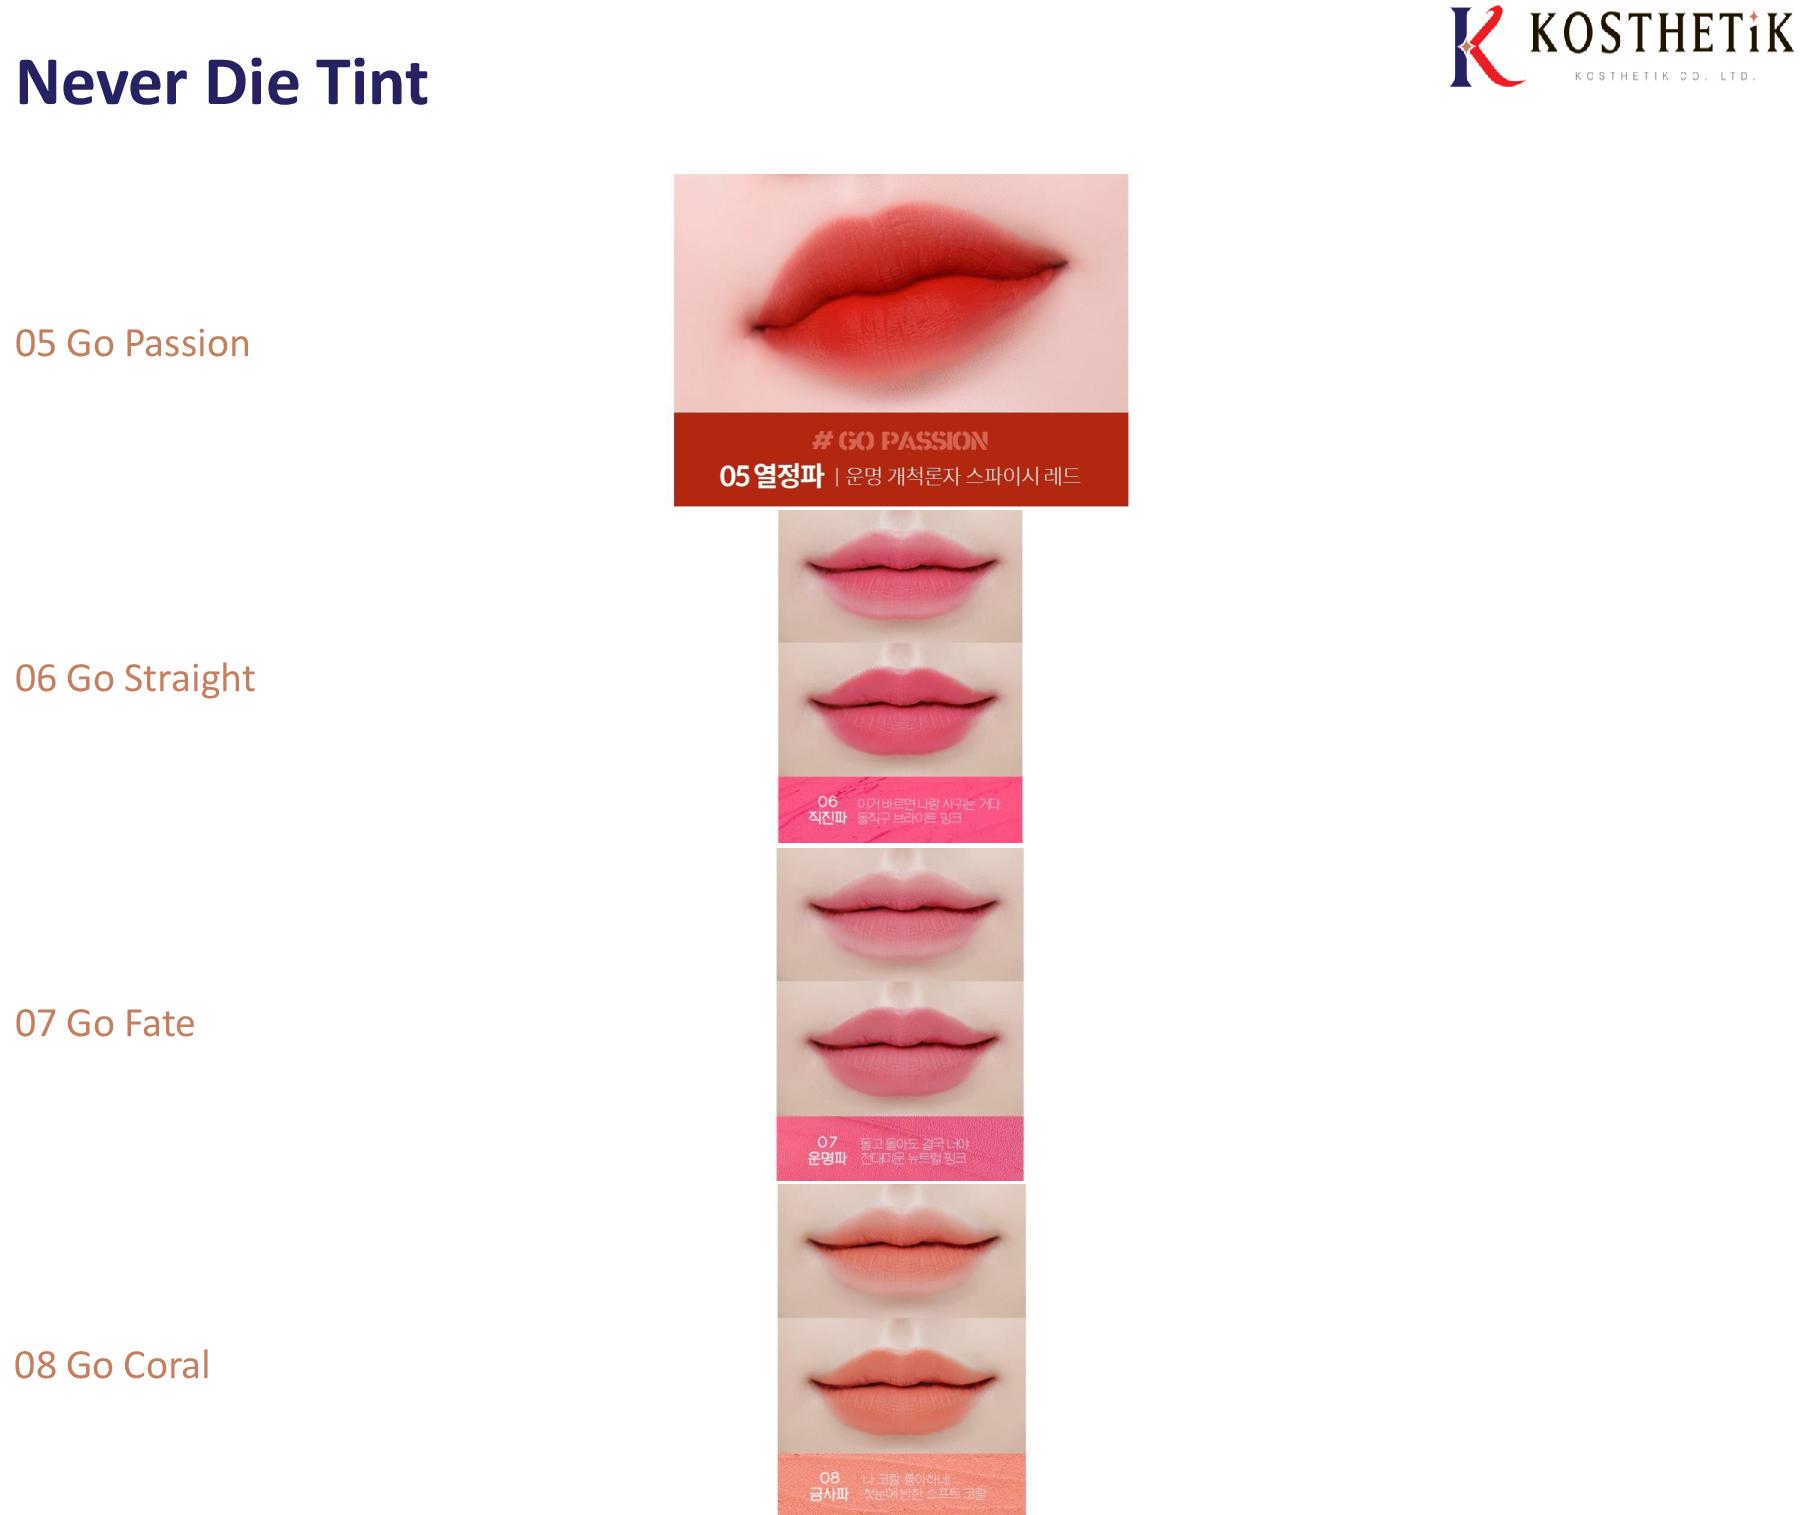 KOSTHETiK
KOSTHETIK CO. LTD.
Never Die Tint
05 Go Passion
# GO PASSION
05 열정파 | 운명 개척론자 스파이시 레드
06 Go Straight
06 이거 바르면 나랑 사귀는 거다
직진파 돌직구 브라이트 핑크
07 Go Fate
07 돌고 돌아도 결국 너야
운명파 전대미문 뉴트럴 핑크
08 Go Coral
08 나 코랄 좋아하네
금사파 첫눈에 반한 소프트 코랄